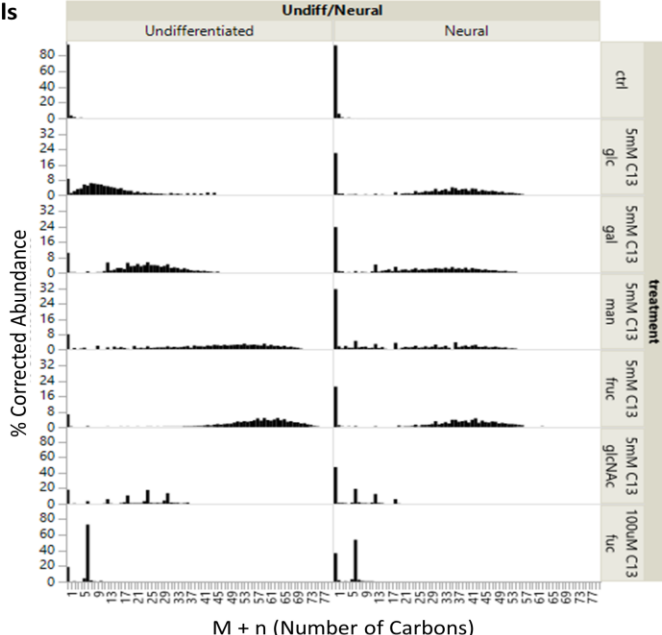 ls
Undiff/Neural
Undifferentiated
Neural
% Corrected Abundance
80
60
40
20
0
ctrl
32
24
16
8
0
5mM C13
glc
32
24
16
8
0
5mM C13
gal
32
24
16
8
0
5mM C13
man
32
24
16
8
0
5mM C13
fruc
80
60
40
20
0
5mM C13
glcNAc
80
60
40
20
0
100uM C13
fuc
treatment
1 5 9 13 17 21 25 29 33 37 41 45 49 53 57 61 65 69 73 77 1 5 9 13 17 21 25 29 33 37 41 45 49 53 57 61 65 69 73 77
M + n (Number of Carbons)